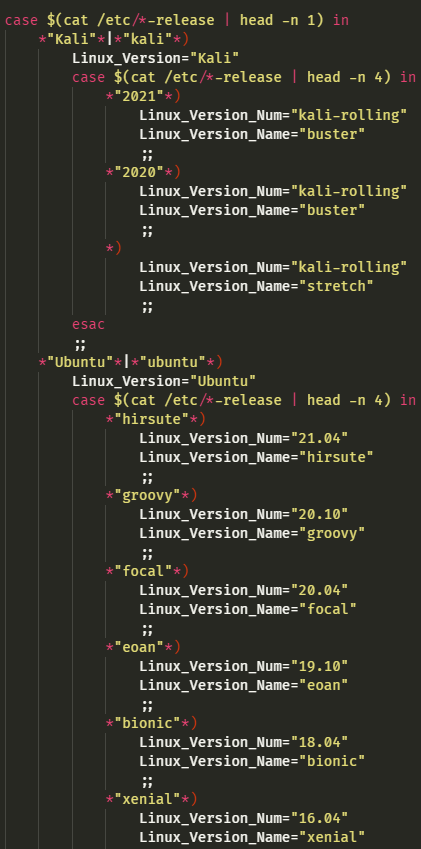 case $(cat /etc/*-release | head -n 1) in
    *"Kali"*|*"kali"*)
        Linux_Version="Kali"
        case $(cat /etc/*-release | head -n 4) in
            *"2021"*)
                Linux_Version_Num="kali-rolling"
                Linux_Version_Name="buster"
                ;;
            *"2020"*)
                Linux_Version_Num="kali-rolling"
                Linux_Version_Name="buster"
                ;;
            *)
                Linux_Version_Num="kali-rolling"
                Linux_Version_Name="stretch"
                ;;
        esac
        ;;
    *"Ubuntu"*|*"ubuntu"*)
        Linux_Version="Ubuntu"
        case $(cat /etc/*-release | head -n 4) in
            *"hirsute"*)
                Linux_Version_Num="21.04"
                Linux_Version_Name="hirsute"
                ;;
            *"groovy"*)
                Linux_Version_Num="20.10"
                Linux_Version_Name="groovy"
                ;;
            *"focal"*)
                Linux_Version_Num="20.04"
                Linux_Version_Name="focal"
                ;;
            *"eoan"*)
                Linux_Version_Num="19.10"
                Linux_Version_Name="eoan"
                ;;
            *"bionic"*)
                Linux_Version_Num="18.04"
                Linux_Version_Name="bionic"
                ;;
            *"xenial"*)
                Linux_Version_Num="16.04"
                Linux_Version_Name="xenial"